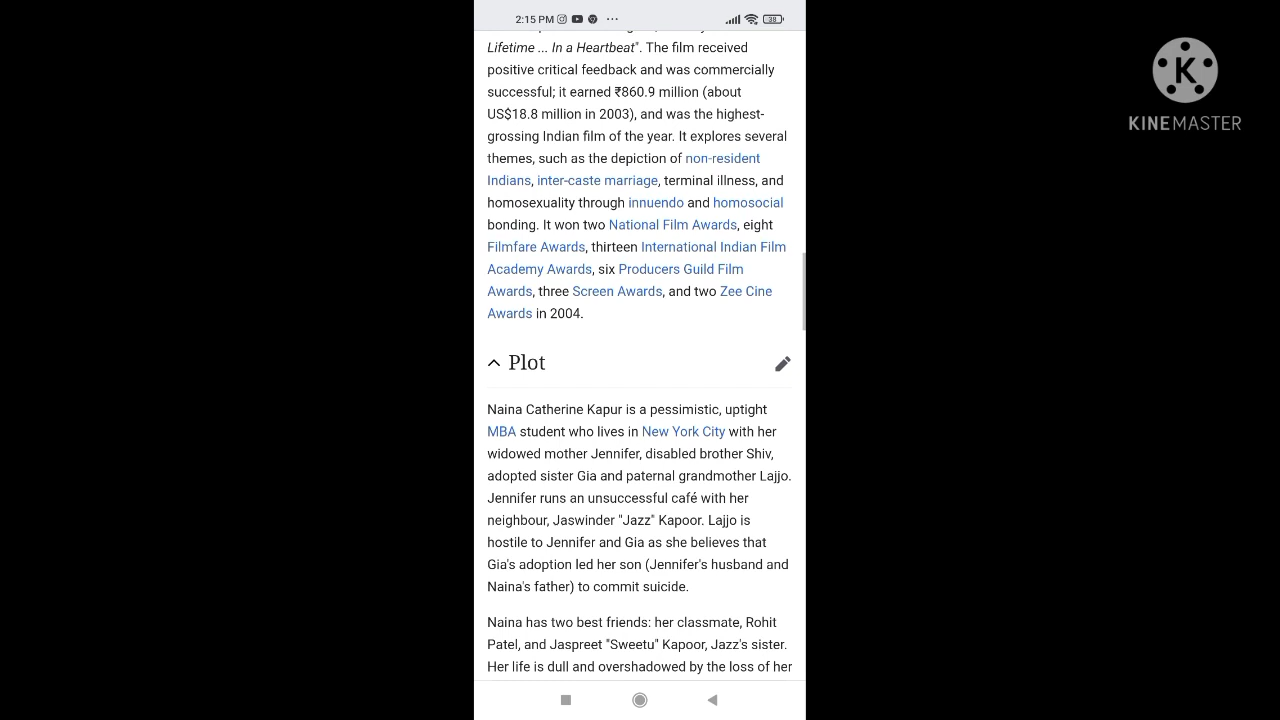 2:15 PM
38
Lifetime ... In a Heartbeat". The film received
positive critical feedback and was commercially
successful; it earned ₹860.9 million (about
US$18.8 million in 2003), and was the highest-
grossing Indian film of the year. It explores several
themes, such as the depiction of non-resident
Indians, inter-caste marriage, terminal illness, and
homosexuality through innuendo and homosocial
bonding. It won two National Film Awards, eight
Filmfare Awards, thirteen International Indian Film
Academy Awards, six Producers Guild Film
Awards, three Screen Awards, and two Zee Cine
Awards in 2004.
Plot
Naina Catherine Kapur is a pessimistic, uptight
MBA student who lives in New York City with her
widowed mother Jennifer, disabled brother Shiv,
adopted sister Gia and paternal grandmother Lajjo.
Jennifer runs an unsuccessful café with her
neighbour, Jaswinder "Jazz" Kapoor. Lajjo is
hostile to Jennifer and Gia as she believes that
Gia's adoption led her son (Jennifer's husband and
Naina's father) to commit suicide.
Naina has two best friends: her classmate, Rohit
Patel, and Jaspreet "Sweetu" Kapoor, Jazz's sister.
Her life is dull and overshadowed by the loss of her
K
KINEMASTER